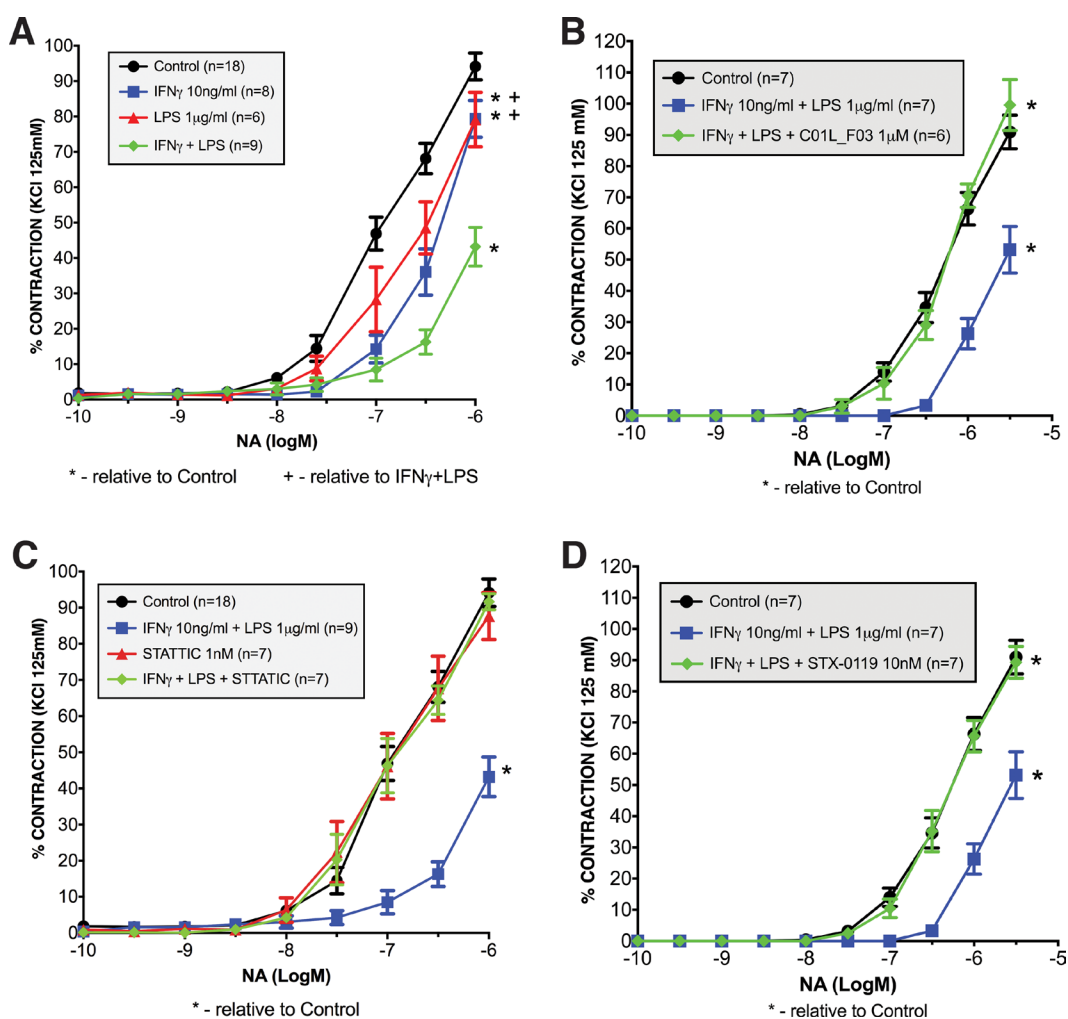 A
% CONTRACTION (KCl 125mM)
100
90
80
70
60
50
40
30
20
10
0
Control (n=18)
IFNγ 10ng/ml (n=8)
LPS 1μg/ml (n=6)
IFNγ + LPS (n=9)
* +
* +
*
-10
-9
-8
-7
-6
NA (logM)
* - relative to Control + - relative to IFNγ+LPS
B
% CONTRACTION (KCl 125 mM)
120
110
100
90
80
70
60
50
40
30
20
10
0
Control (n=7)
IFNγ 10ng/ml + LPS 1μg/ml (n=7)
IFNγ + LPS + C01L_F03 1μM (n=6)
*
*
-10
-9
-8
-7
-6
-5
NA (LogM)
* - relative to Control
C
% CONTRACTION (KCl 125mM)
100
90
80
70
60
50
40
30
20
10
0
Control (n=18)
IFNγ 10ng/ml + LPS 1μg/ml (n=9)
STATTIC 1nM (n=7)
IFNγ + LPS + STTATIC (n=7)
*
-10
-9
-8
-7
-6
NA (LogM)
* - relative to Control
D
% CONTRACTION (KCl 125 mM)
120
110
100
90
80
70
60
50
40
30
20
10
0
Control (n=7)
IFNγ 10ng/ml + LPS 1μg/ml (n=7)
IFNγ + LPS + STX-0119 10nM (n=7)
*
*
-10
-9
-8
-7
-6
-5
NA (LogM)
* - relative to Control